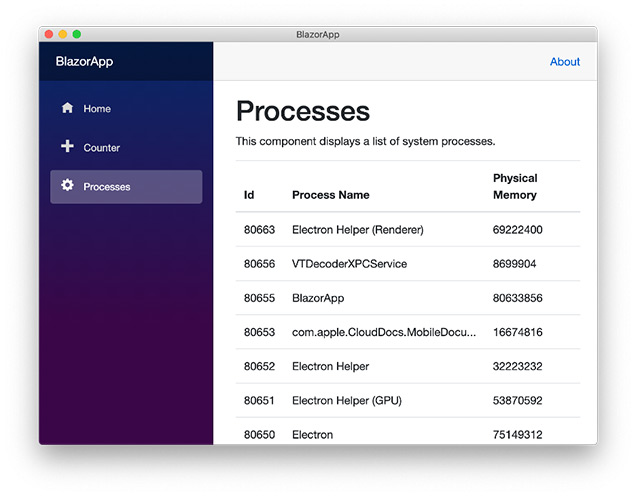 BlazorApp
BlazorApp
About
Home
Counter
Processes
Processes
This component displays a list of system processes.
Id Process Name Physical Memory
80663 Electron Helper (Renderer) 69222400
80656 VTDecoderXPCService 8699904
80655 BlazorApp 80633856
80653 com.apple.CloudDocs.MobileDocu... 16674816
80652 Electron Helper 32223232
80651 Electron Helper (GPU) 53870592
80650 Electron 75149312